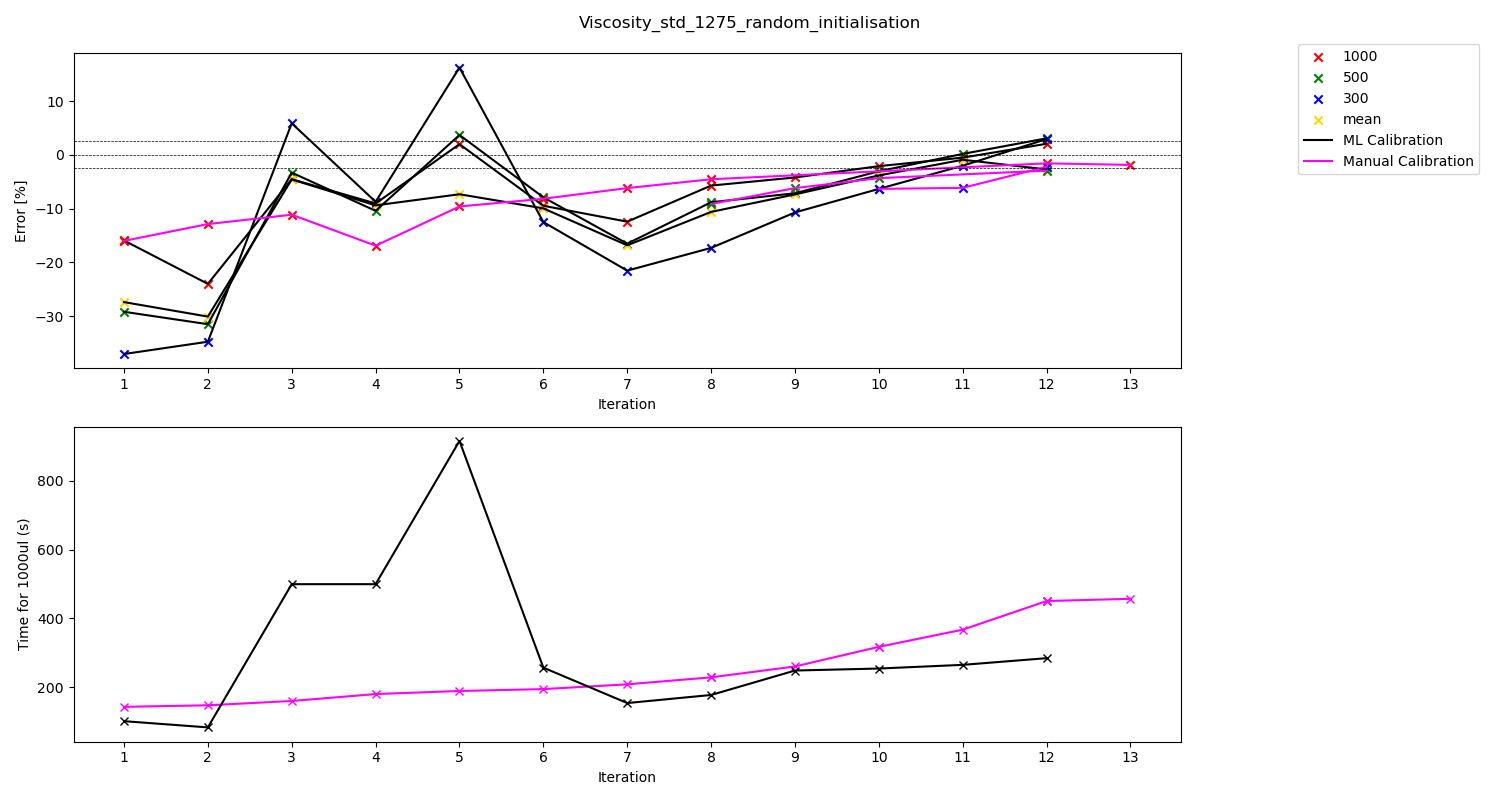 Viscosity_std_1275_random_initialisation
Error [%]
10
0
−10
−20
−30
1 2 3 4 5 6 7 8 9 10 11 12 13
Iteration
1000
500
300
mean
ML Calibration
Manual Calibration
Time for 1000ul (s)
800
600
400
200
1 2 3 4 5 6 7 8 9 10 11 12 13
Iteration